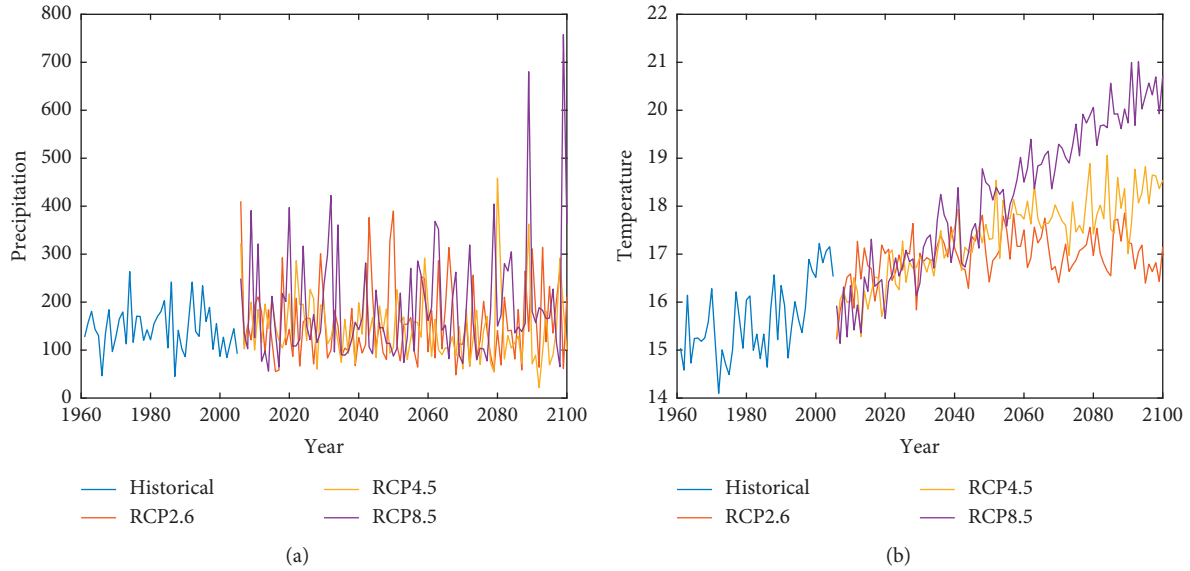 800
700
600
500
400
300
200
100
0
Precipitation
1960 1980 2000 2020 2040 2060 2080 2100
Year
Historical
RCP2.6
RCP4.5
RCP8.5
(a)
22
21
20
19
18
17
16
15
14
Temperature
1960 1980 2000 2020 2040 2060 2080 2100
Year
Historical
RCP2.6
RCP4.5
RCP8.5
(b)